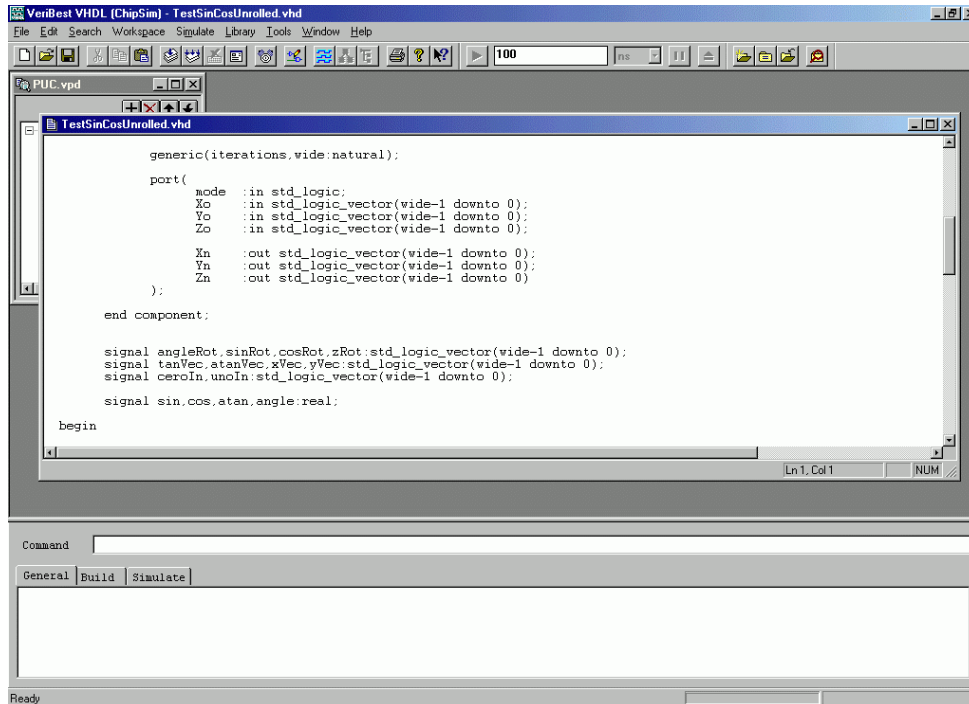 VeriBest VHDL (ChipSim) - TestSinCosUnrolled.vhd
File Edit Search Workspace Simulate Library Tools Window Help
100 ns
PUC.vpd
TestSinCosUnrolled.vhd
generic(iterations,wide:natural);
port(
mode :in std_logic;
Xo :in std_logic_vector(wide-1 downto 0);
Yo :in std_logic_vector(wide-1 downto 0);
Zo :in std_logic_vector(wide-1 downto 0);
Xn :out std_logic_vector(wide-1 downto 0);
Yn :out std_logic_vector(wide-1 downto 0);
Zn :out std_logic_vector(wide-1 downto 0)
);
end component;
signal angleRot,sinRot,cosRot,zRot:std_logic_vector(wide-1 downto 0);
signal tanVec,atanVec,xVec,yVec:std_logic_vector(wide-1 downto 0);
signal ceroIn,unoIn:std_logic_vector(wide-1 downto 0);
signal sin,cos,atan,angle:real;
begin
Ln 1, Col 1 NUM
Command
General Build Simulate
Ready